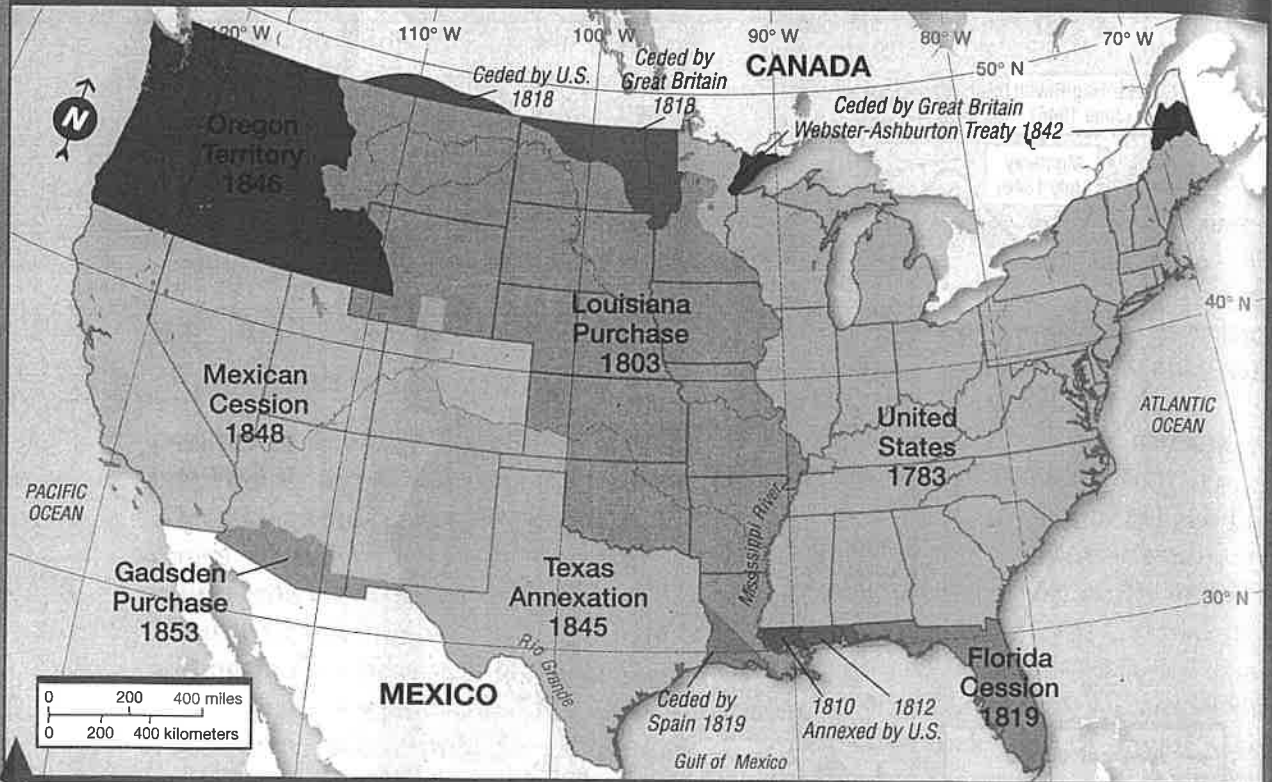 120° W
110° W
100° W
90° W
80° W
70° W
50° N
40° N
30° N
CANADA
Ceded by U.S.
1818
Ceded by
Great Britain
1818
Ceded by Great Britain
Webster-Ashburton Treaty 1842
N
Oregon
Territory
1846
Louisiana
Purchase
1803
Mexican
Cession
1848
United
States
1783
ATLANTIC
OCEAN
PACIFIC
OCEAN
Mississippi River
Gadsden
Purchase
1853
Texas
Annexation
1845
Rio Grande
MEXICO
Ceded by
Spain 1819
1810
1812
Annexed by U.S.
Florida
Cession
1819
Gulf of Mexico
0 200 400 miles
0 200 400 kilometers